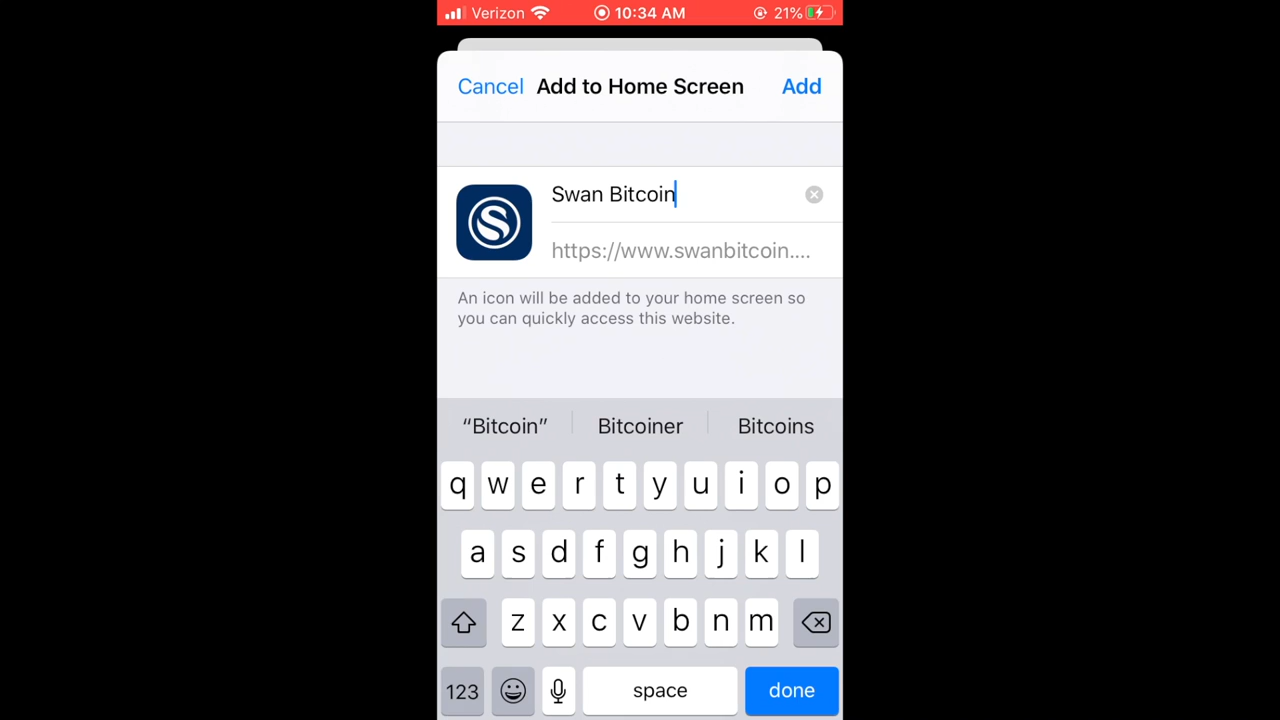 Verizon 10:34 AM 21%
Cancel Add to Home Screen Add
S
Swan Bitcoin
https://www.swanbitcoin....
An icon will be added to your home screen so
you can quickly access this website.
“Bitcoin” Bitcoiner Bitcoins
q w e r t y u i o p
a s d f g h j k l
z x c v b n m
123 space done